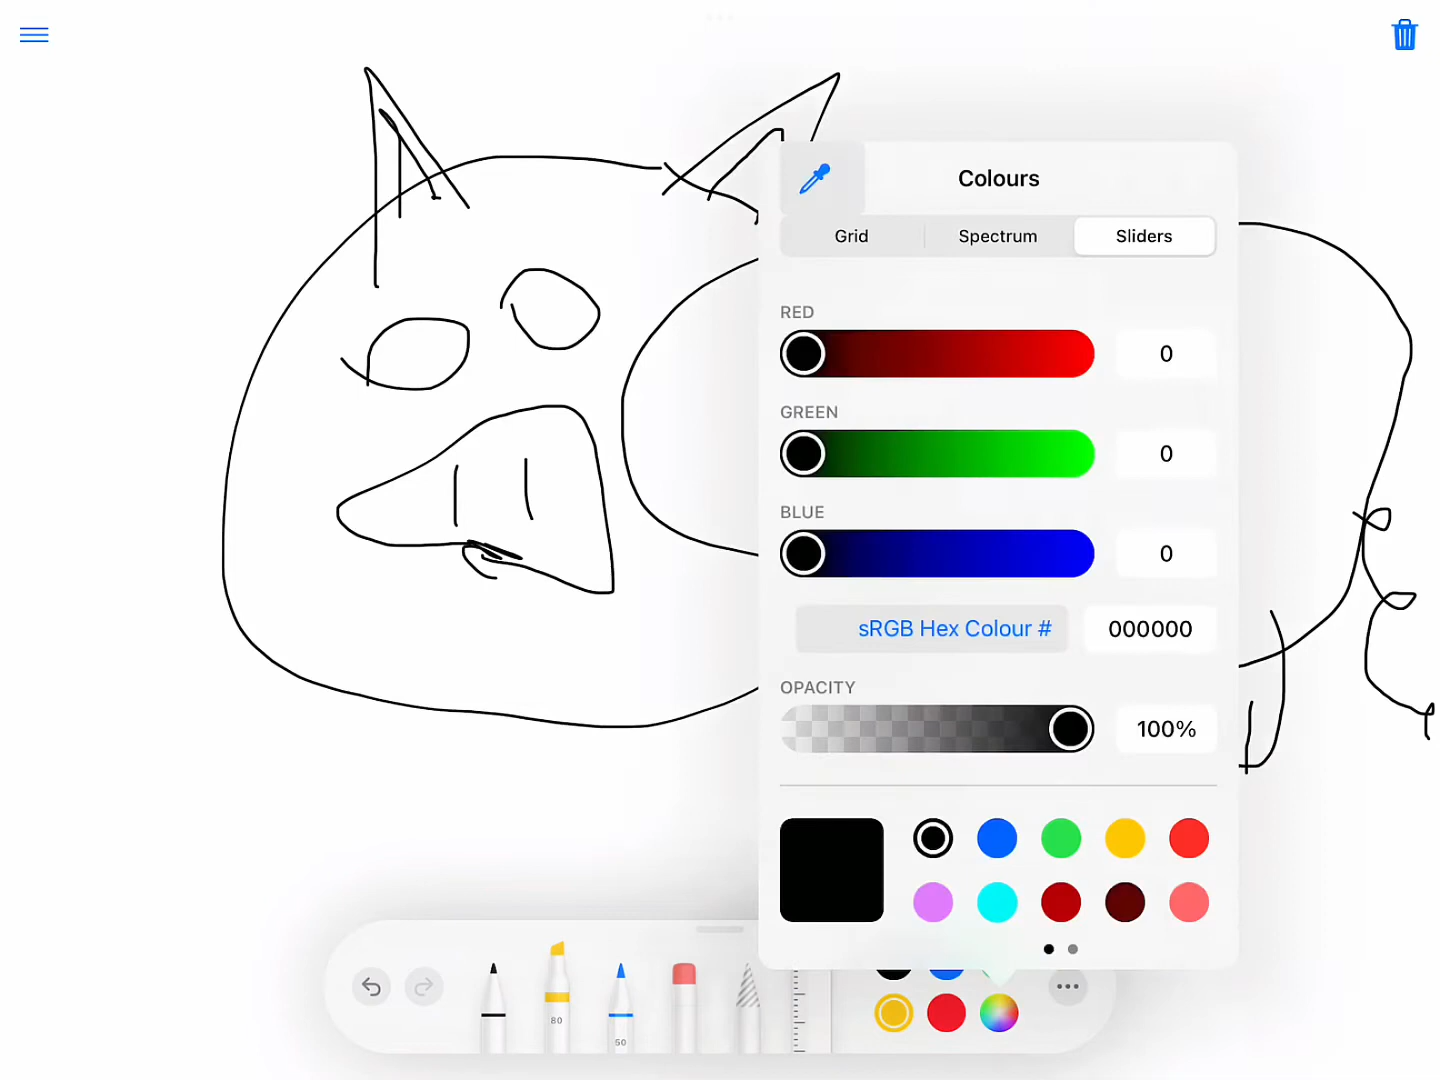 Colours
Grid Spectrum Sliders
RED
0
GREEN
0
BLUE
0
sRGB Hex Colour # 000000
OPACITY
100%
80
50